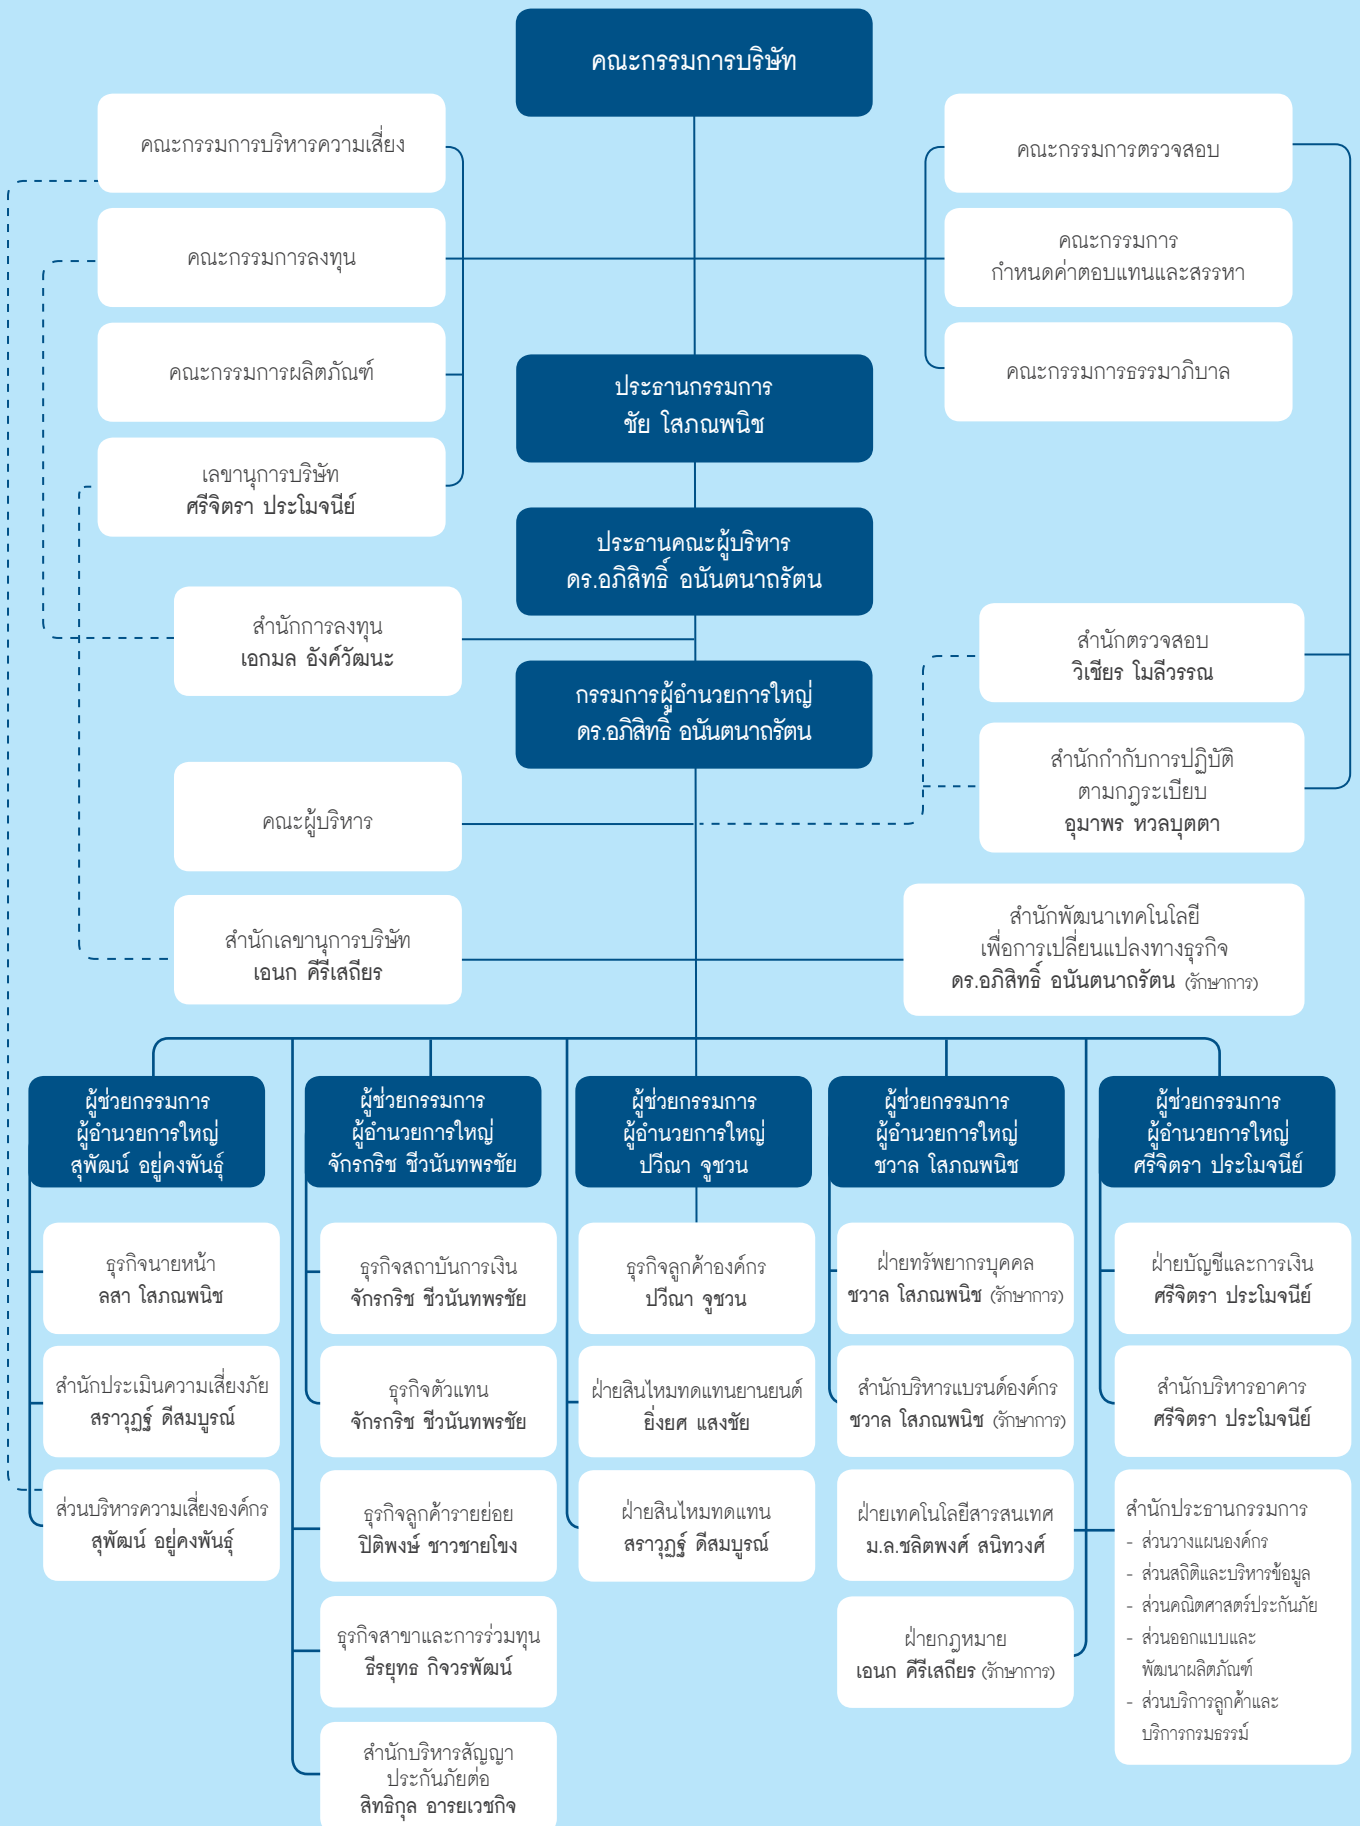 คณะกรรมการบริษัท
คณะกรรมการบริหารความเสี่ยง
คณะกรรมการลงทุน
คณะกรรมการผลิตภัณฑ์
เลขานุการบริษัท
ศรีจิตรา ประโมจนีย์
คณะกรรมการตรวจสอบ
คณะกรรมการ
กำหนดค่าตอบแทนและสรรหา
คณะกรรมการธรรมาภิบาล
ประธานกรรมการ
ชัย โสภณพนิช
ประธานคณะผู้บริหาร
ดร.อภิสิทธิ์ อนันตนาถรัตน
สำนักการลงทุน
เอกมล อังค์วัฒนะ
กรรมการผู้อำนวยการใหญ่
ดร.อภิสิทธิ์ อนันตนาถรัตน
สำนักตรวจสอบ
วิเชียร โมลีวรรณ
สำนักกำกับการปฏิบัติ
ตามกฎระเบียบ
อุมาพร หวลบุตตา
คณะผู้บริหาร
สำนักเลขานุการบริษัท
เอนก คีรีเสถียร
สำนักพัฒนาเทคโนโลยี
เพื่อการเปลี่ยนแปลงทางธุรกิจ
ดร.อภิสิทธิ์ อนันตนาถรัตน (รักษาการ)
ผู้ช่วยกรรมการ
ผู้อำนวยการใหญ่
สุพัฒน์ อยู่คงพันธุ์
ธุรกิจนายหน้า
ลสา โสภณพนิช
สำนักประเมินความเสี่ยงภัย
สราวุฏฐ์ ดีสมบูรณ์
ส่วนบริหารความเสี่ยงองค์กร
สุพัฒน์ อยู่คงพันธุ์
ผู้ช่วยกรรมการ
ผู้อำนวยการใหญ่
จักรกริช ชีวนันทพรชัย
ธุรกิจสถาบันการเงิน
จักรกริช ชีวนันทพรชัย
ธุรกิจตัวแทน
จักรกริช ชีวนันทพรชัย
ธุรกิจลูกค้ารายย่อย
ปิติพงษ์ ชาวชายโขง
ธุรกิจสาขาและการร่วมทุน
ธีรยุทธ กิจวรพัฒน์
สำนักบริหารสัญญา
ประกันภัยต่อ
สิทธิกุล อารยเวชกิจ
ผู้ช่วยกรรมการ
ผู้อำนวยการใหญ่
ปวีณา จูชวน
ธุรกิจลูกค้าองค์กร
ปวีณา จูชวน
ฝ่ายสินไหมทดแทนยานยนต์
ยิ่งยศ แสงชัย
ฝ่ายสินไหมทดแทน
สราวุฏฐ์ ดีสมบูรณ์
ผู้ช่วยกรรมการ
ผู้อำนวยการใหญ่
ชวาล โสภณพนิช
ฝ่ายทรัพยากรบุคคล
ชวาล โสภณพนิช (รักษาการ)
สำนักบริหารแบรนด์องค์กร
ชวาล โสภณพนิช (รักษาการ)
ฝ่ายเทคโนโลยีสารสนเทศ
ม.ล.ชลิตพงศ์ สนิทวงศ์
ฝ่ายกฎหมาย
เอนก คีรีเสถียร (รักษาการ)
ผู้ช่วยกรรมการ
ผู้อำนวยการใหญ่
ศรีจิตรา ประโมจนีย์
ฝ่ายบัญชีและการเงิน
ศรีจิตรา ประโมจนีย์
สำนักบริหารอาคาร
ศรีจิตรา ประโมจนีย์
สำนักประธานกรรมการ
- ส่วนวางแผนองค์กร
- ส่วนสถิติและบริหารข้อมูล
- ส่วนคณิตศาสตร์ประกันภัย
- ส่วนออกแบบและ
พัฒนาผลิตภัณฑ์
- ส่วนบริการลูกค้าและ
บริการกรมธรรม์